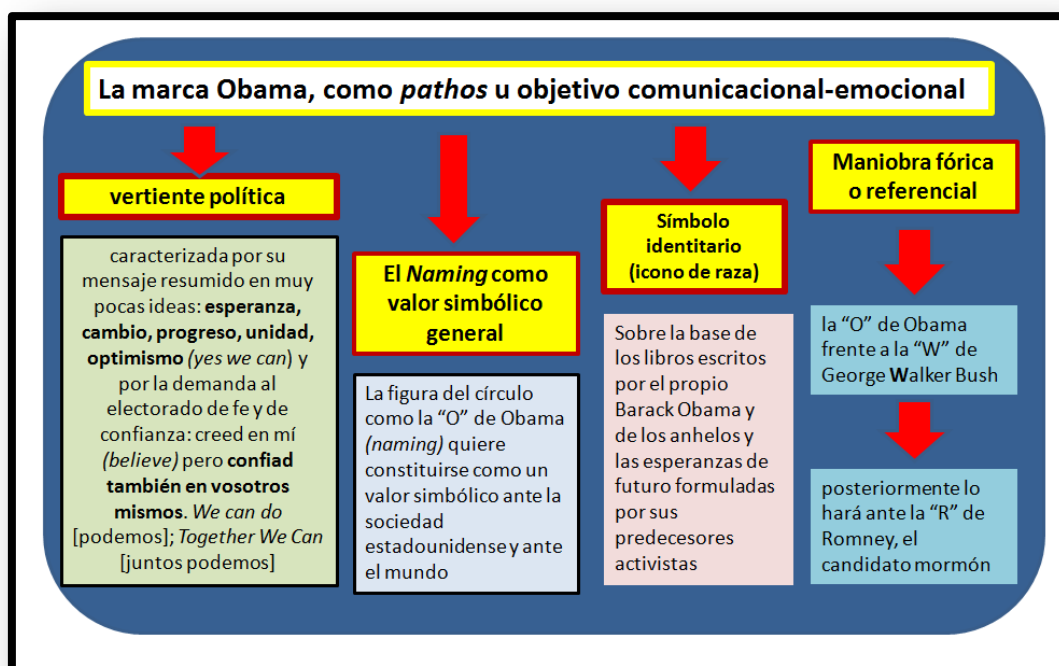 La marca Obama, como pathos u objetivo comunicacional-emocional
vertiente política
caracterizada por su
mensaje resumido en muy
pocas ideas: esperanza,
cambio, progreso, unidad,
optimismo (yes we can) y
por la demanda al
electorado de fe y de
confianza: creed en mí
(believe) pero confiad
también en vosotros
mismos. We can do
[podemos]; Together We Can
[juntos podemos]
El Naming como
valor simbólico
general
La figura del círculo
como la “O” de Obama
(naming) quiere
constituirse como un
valor simbólico ante la
sociedad
estadounidense y ante
el mundo
Símbolo
identitario
(icono de raza)
Sobre la base de
los libros escritos
por el propio
Barack Obama y
de los anhelos y
las esperanzas de
futuro formuladas
por sus
predecesores
activistas
Maniobra fórica
o referencial
la “O” de Obama
frente a la “W” de
George Walker Bush
posteriormente lo
hará ante la “R” de
Romney, el
candidato mormón